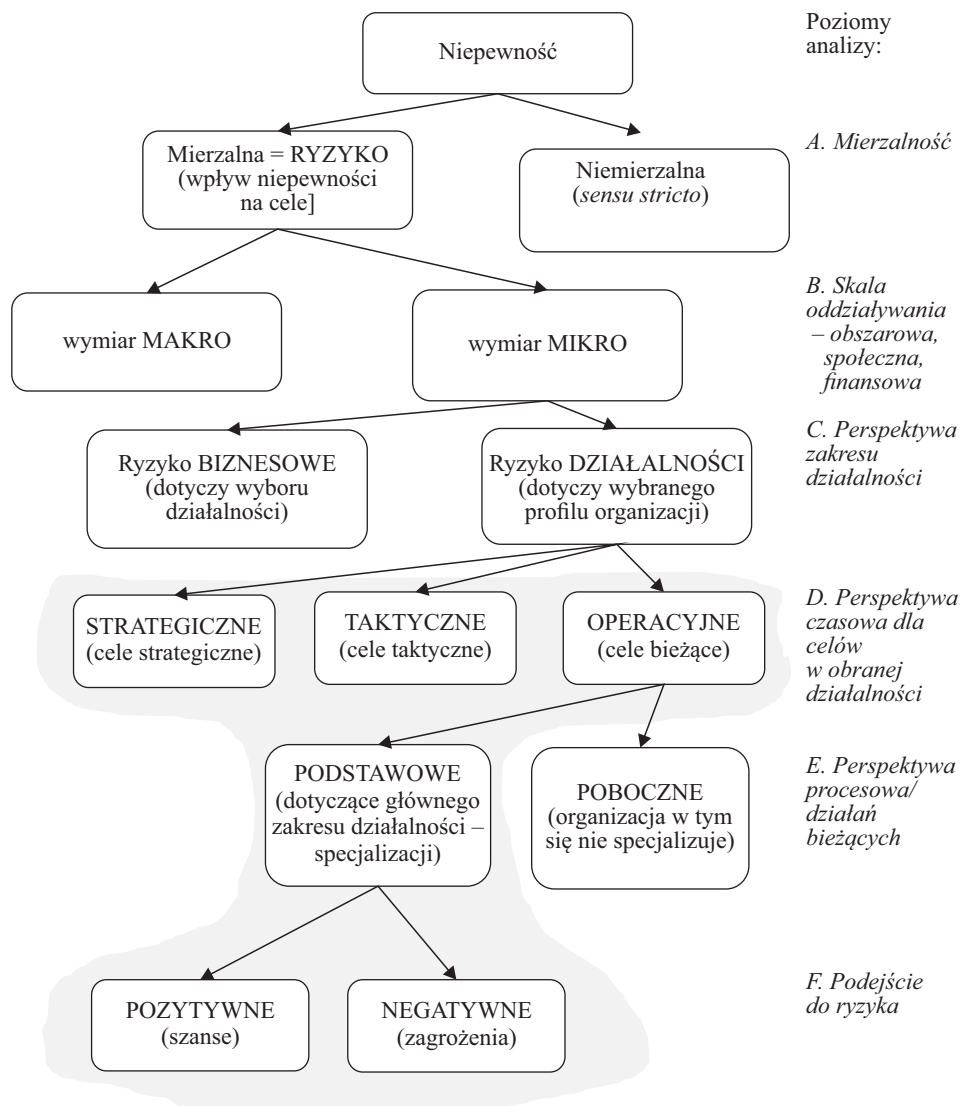 Niepewność
Poziomy
analizy:
Mierzalna = RYZYKO
(wpływ niepewności
na cele]
Niemierzalna
(sensu stricto)
A. Mierzalność
wymiar MAKRO
wymiar MIKRO
B. Skala
oddziaływania
– obszarowa,
społeczna,
finansowa
Ryzyko BIZNESOWE
(dotyczy wyboru
działalności)
Ryzyko DZIAŁALNOŚCI
(dotyczy wybranego
profilu organizacji)
C. Perspektywa
zakresu
działalności
STRATEGICZNE
(cele strategiczne)
TAKTYCZNE
(cele taktyczne)
OPERACYJNE
(cele bieżące)
D. Perspektywa
czasowa dla
celów
w obranej
działalności
PODSTAWOWE
(dotyczące głównego
zakresu działalności –
specjalizacji)
POBOCZNE
(organizacja w tym
się nie specjalizuje)
E. Perspektywa
procesowa/
działań
bieżących
POZYTYWNE
(szanse)
NEGATYWNE
(zagrożenia)
F. Podejście
do ryzyka